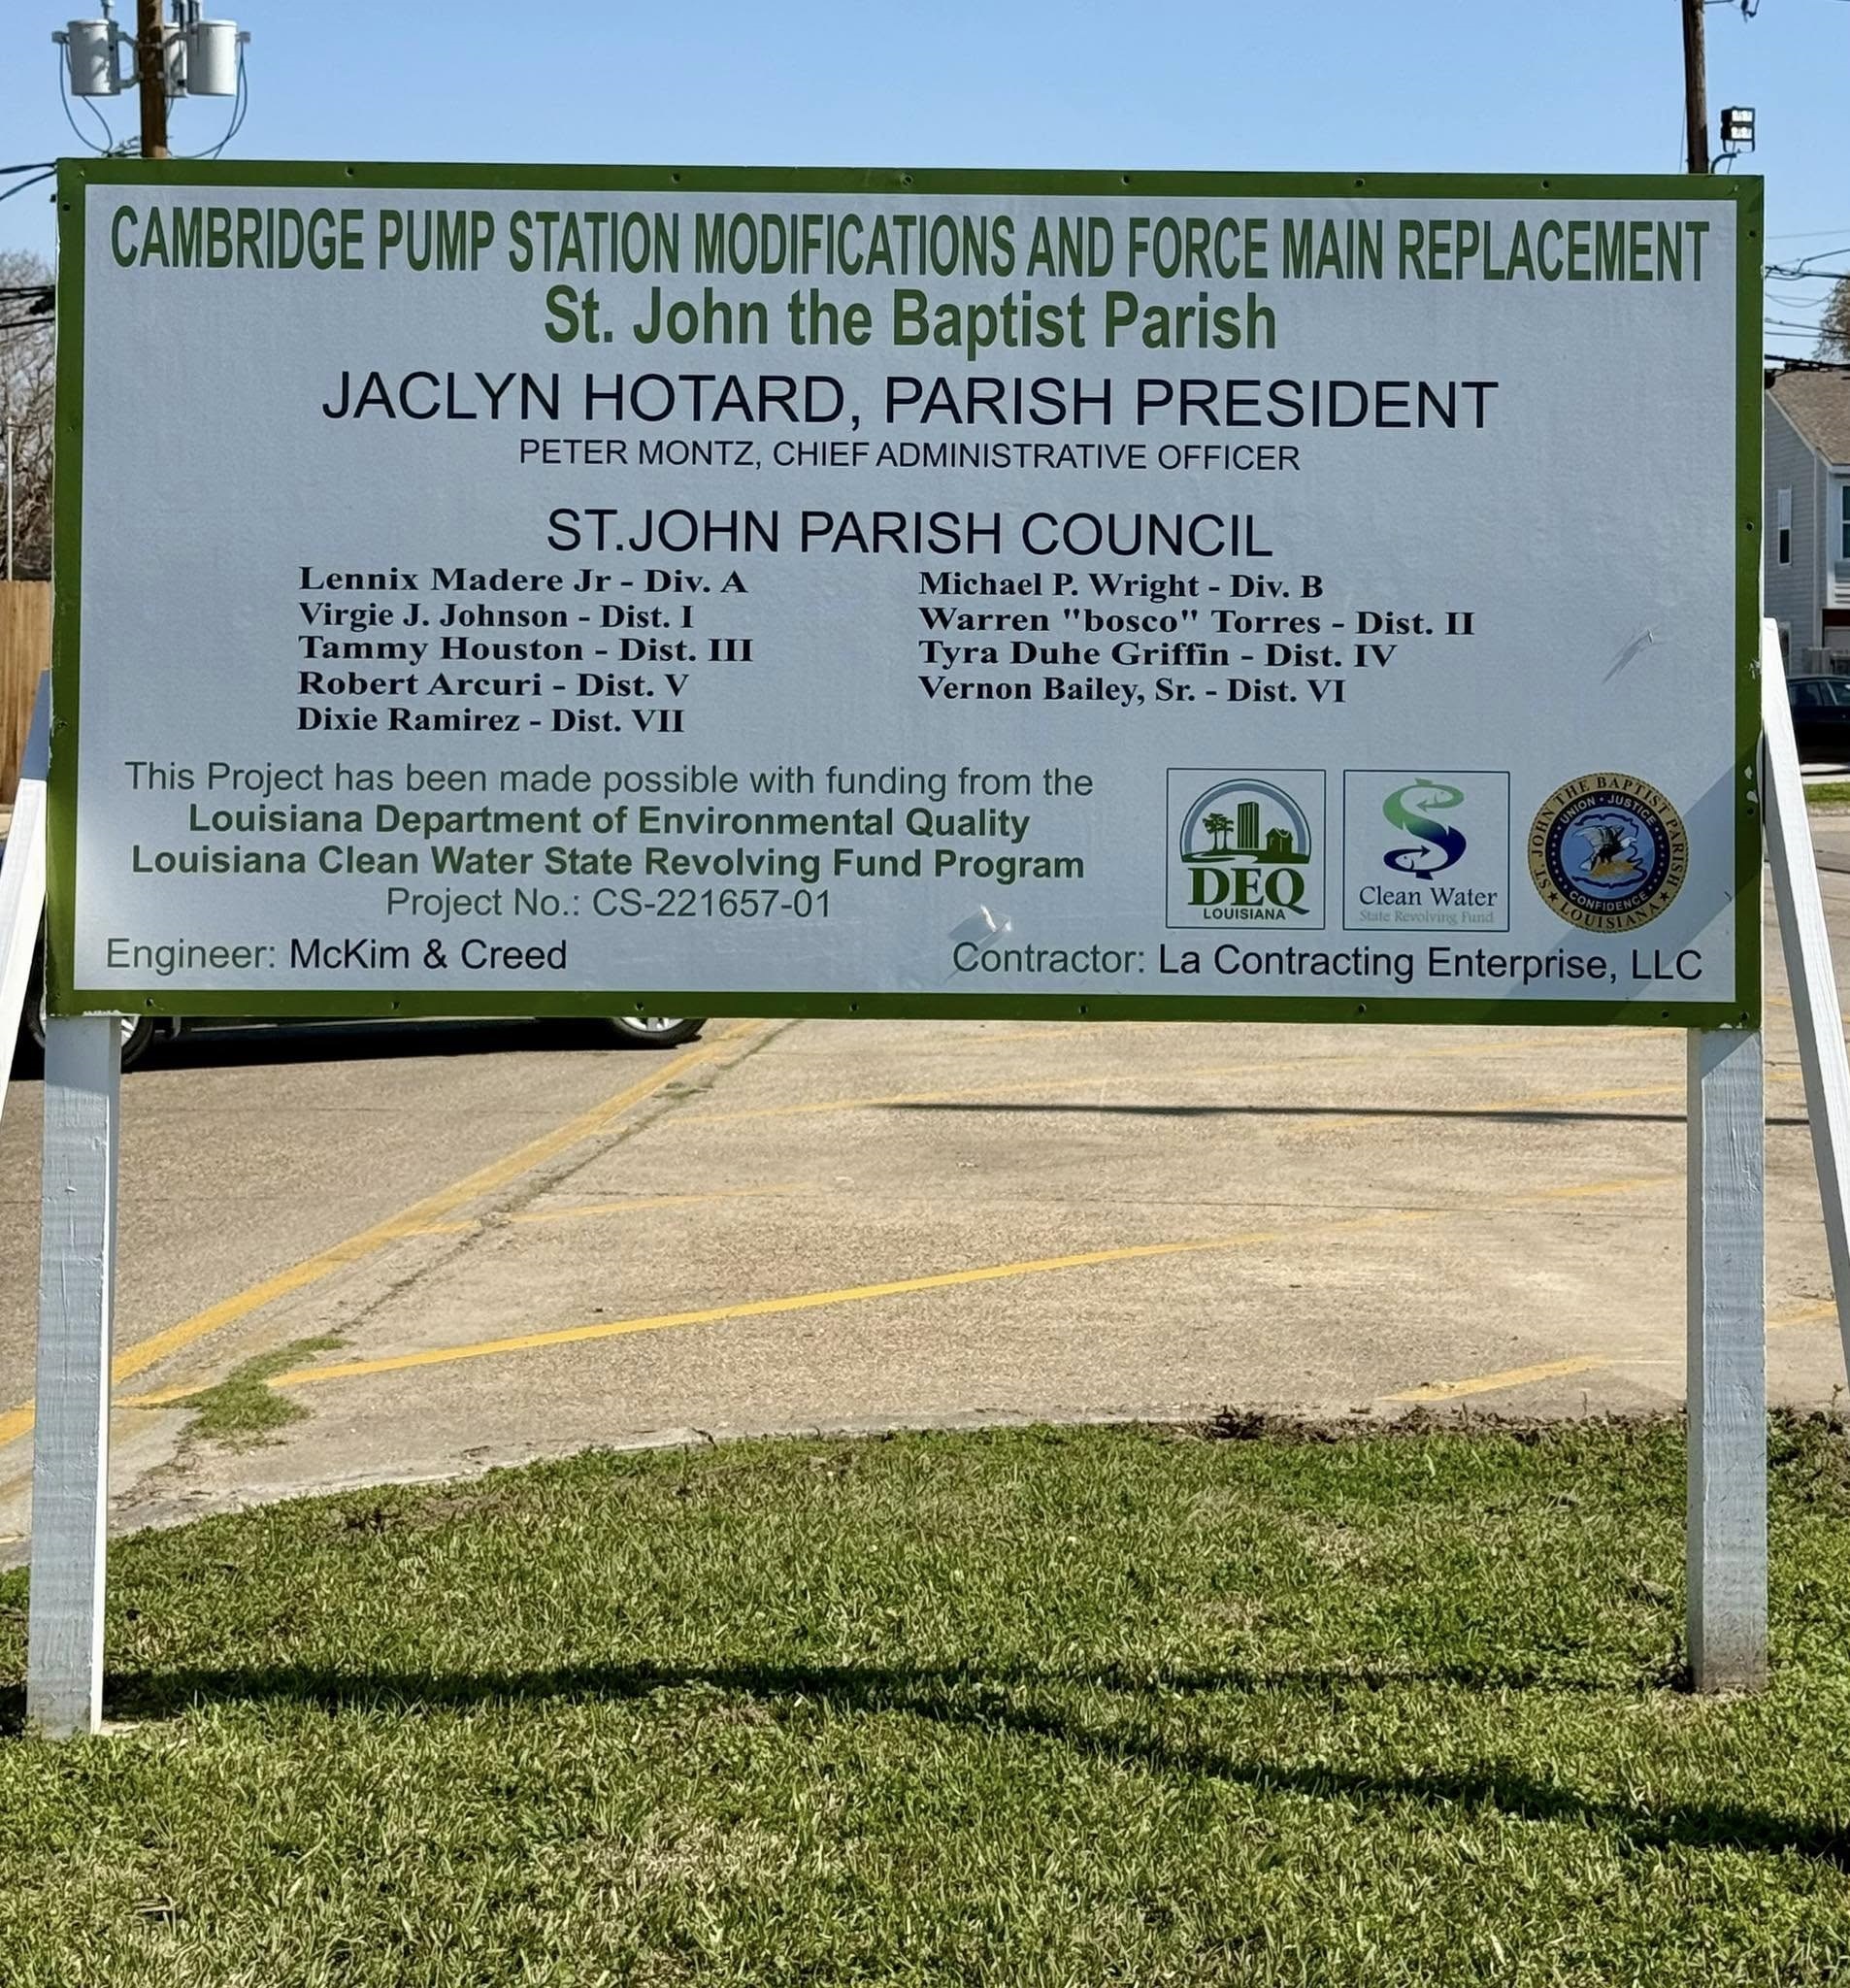 CAMBRIDGE PUMP STATION MODIFICATIONS AND FORCE MAIN REPLACEMENT
St. John the Baptist Parish
JACLYN HOTARD, PARISH PRESIDENT
PETER MONTZ, CHIEF ADMINISTRATIVE OFFICER
ST.JOHN PARISH COUNCIL
Lennix Madere Jr - Div. A
Michael P. Wright - Div. B
Virgie J. Johnson - Dist. I
Warren "bosco" Torres - Dist. II
Tammy Houston - Dist. III
Tyra Duhe Griffin - Dist. IV
Robert Arcuri - Dist. V
Vernon Bailey, Sr. - Dist. VI
Dixie Ramirez - Dist. VII
This Project has been made possible with funding from the
Louisiana Department of Environmental Quality
Louisiana Clean Water State Revolving Fund Program
Project No.: CS-221657-01
DEQ
LOUISIANA
Clean Water
State Revolving Fund
ST. JOHN THE BAPTIST PARISH
UNION · JUSTICE
CONFIDENCE
LOUISIANA
Engineer: McKim & Creed
Contractor: La Contracting Enterprise, LLC